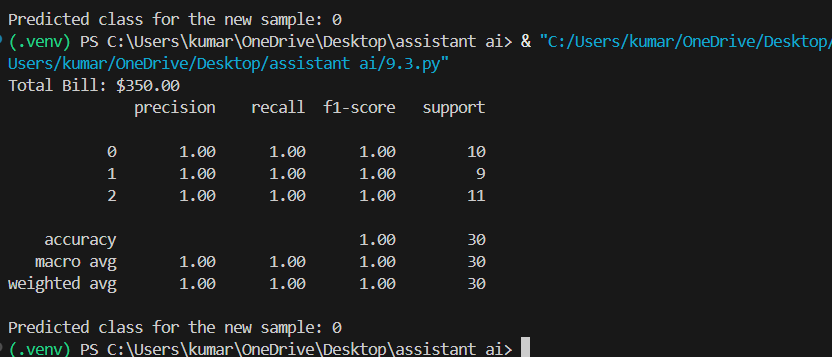 Predicted class for the new sample: 0
(.venv) PS C:\Users\kumar\OneDrive\Desktop\assistant ai> & "C:/Users/kumar/OneDrive/Desktop/
Users/kumar/OneDrive/Desktop/assistant ai/9.3.py"
Total Bill: $350.00
              precision    recall  f1-score   support

           0       1.00      1.00      1.00        10
           1       1.00      1.00      1.00         9
           2       1.00      1.00      1.00        11

    accuracy                           1.00        30
   macro avg       1.00      1.00      1.00        30
weighted avg       1.00      1.00      1.00        30

Predicted class for the new sample: 0
(.venv) PS C:\Users\kumar\OneDrive\Desktop\assistant ai>